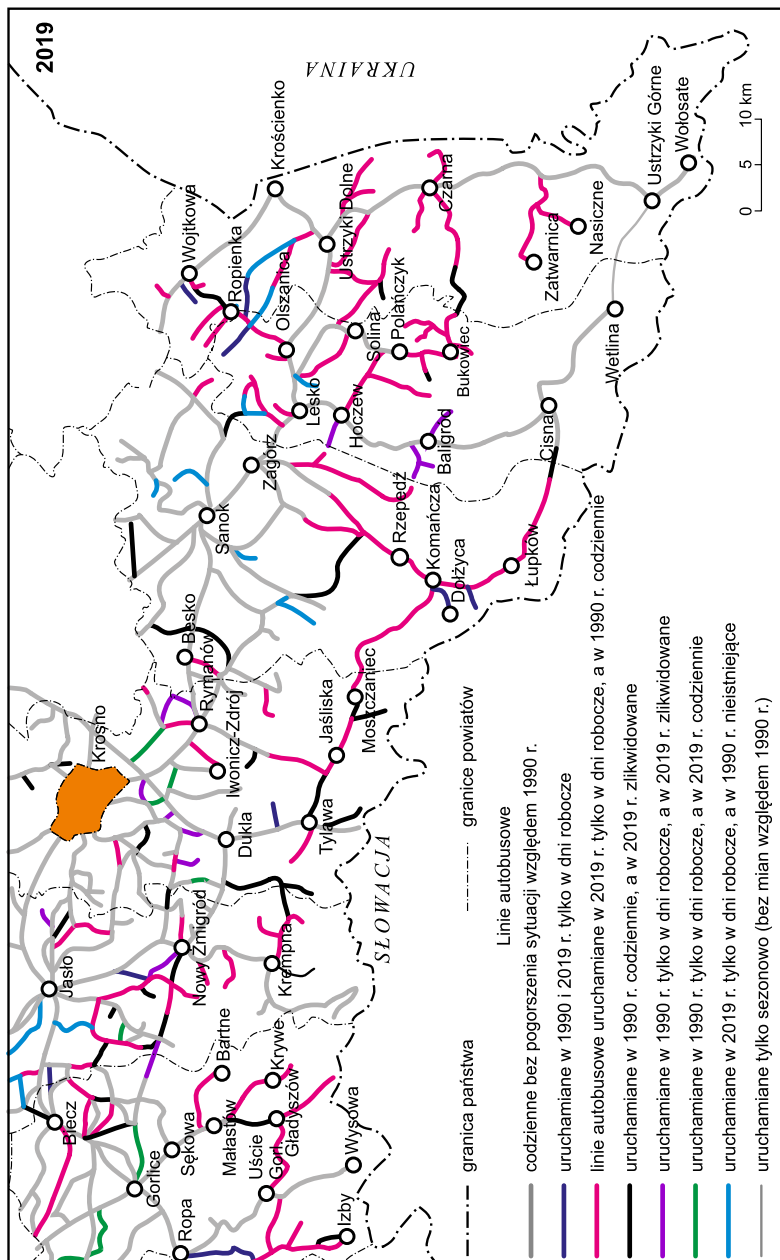 2019
UKRAINA
SŁOWACJA
Krościenko
Wojtkowa
Ropienka
Olszanica
Ustrzyki Dolne
Czarna
Solina
Polańczyk
Bukowiec
Zatwarnica
Nasiczne
Ustrzyki Górne
Wołosate
Wetlina
Lesko
Hoczew
Baligród
Cisna
Zagórz
Sanok
Rzepedź
Komańcza
Dołżyca
Łupków
Besko
Rymanów
Krosno
Iwonicz-Zdrój
Jaśliska
Moszczaniec
Dukla
Tylawa
Nowy Żmigród
Krempna
Jasło
Biecz
Bartne
Krywe
Małastów
Gładyszów
Sękowa
Uście
Gorl.
Gorlice
Ropa
Wysowa
Izby
0 5 10 km
granica państwa
granice powiatów
Linie autobusowe
codzienne bez pogorszenia sytuacji względem 1990 r.
uruchamiane w 1990 i 2019 r. tylko w dni robocze
linie autobusowe uruchamiane w 2019 r. tylko w dni robocze, a w 1990 r. codziennie
uruchamiane w 1990 r. codziennie, a w 2019 r. zlikwidowane
uruchamiane w 1990 r. tylko w dni robocze, a w 2019 r. zlikwidowane
uruchamiane w 1990 r. tylko w dni robocze, a w 2019 r. codziennie
uruchamiane w 2019 r. tylko w dni robocze, a w 1990 r. nieistniejące
uruchamiane tylko sezonowo (bez mian względem 1990 r.)